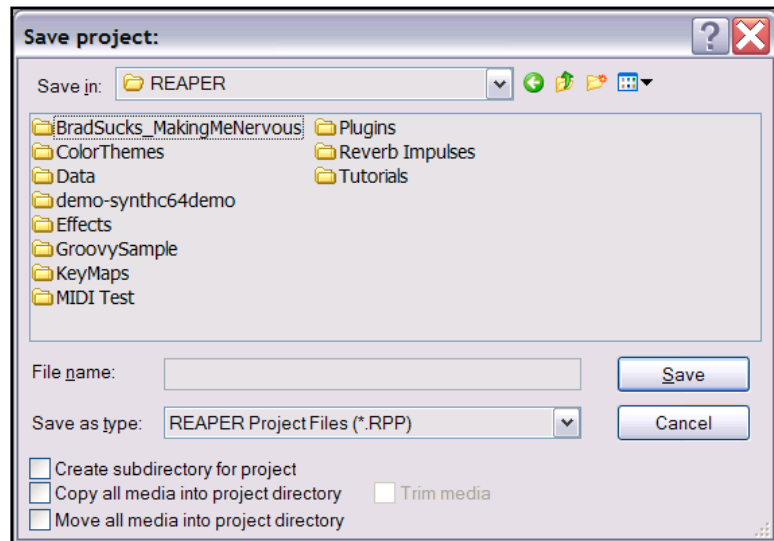 Save project:
Save in: REAPER
BradSucks_MakingMeNervous
ColorThemes
Data
demo-synthc64demo
Effects
GroovySample
KeyMaps
MIDI Test
Plugins
Reverb Impulses
Tutorials
File name:
Save
Save as type: REAPER Project Files (*.RPP)
Cancel
Create subdirectory for project
Copy all media into project directory Trim media
Move all media into project directory